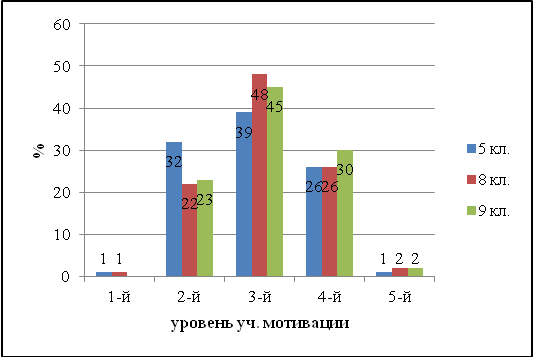 60
50
40
30
20
10
0
%
1 1
32 22 23
39 48 45
26 26 30
1 2 2
1-й 2-й 3-й 4-й 5-й
уровень уч. мотивации
5 кл.
8 кл.
9 кл.